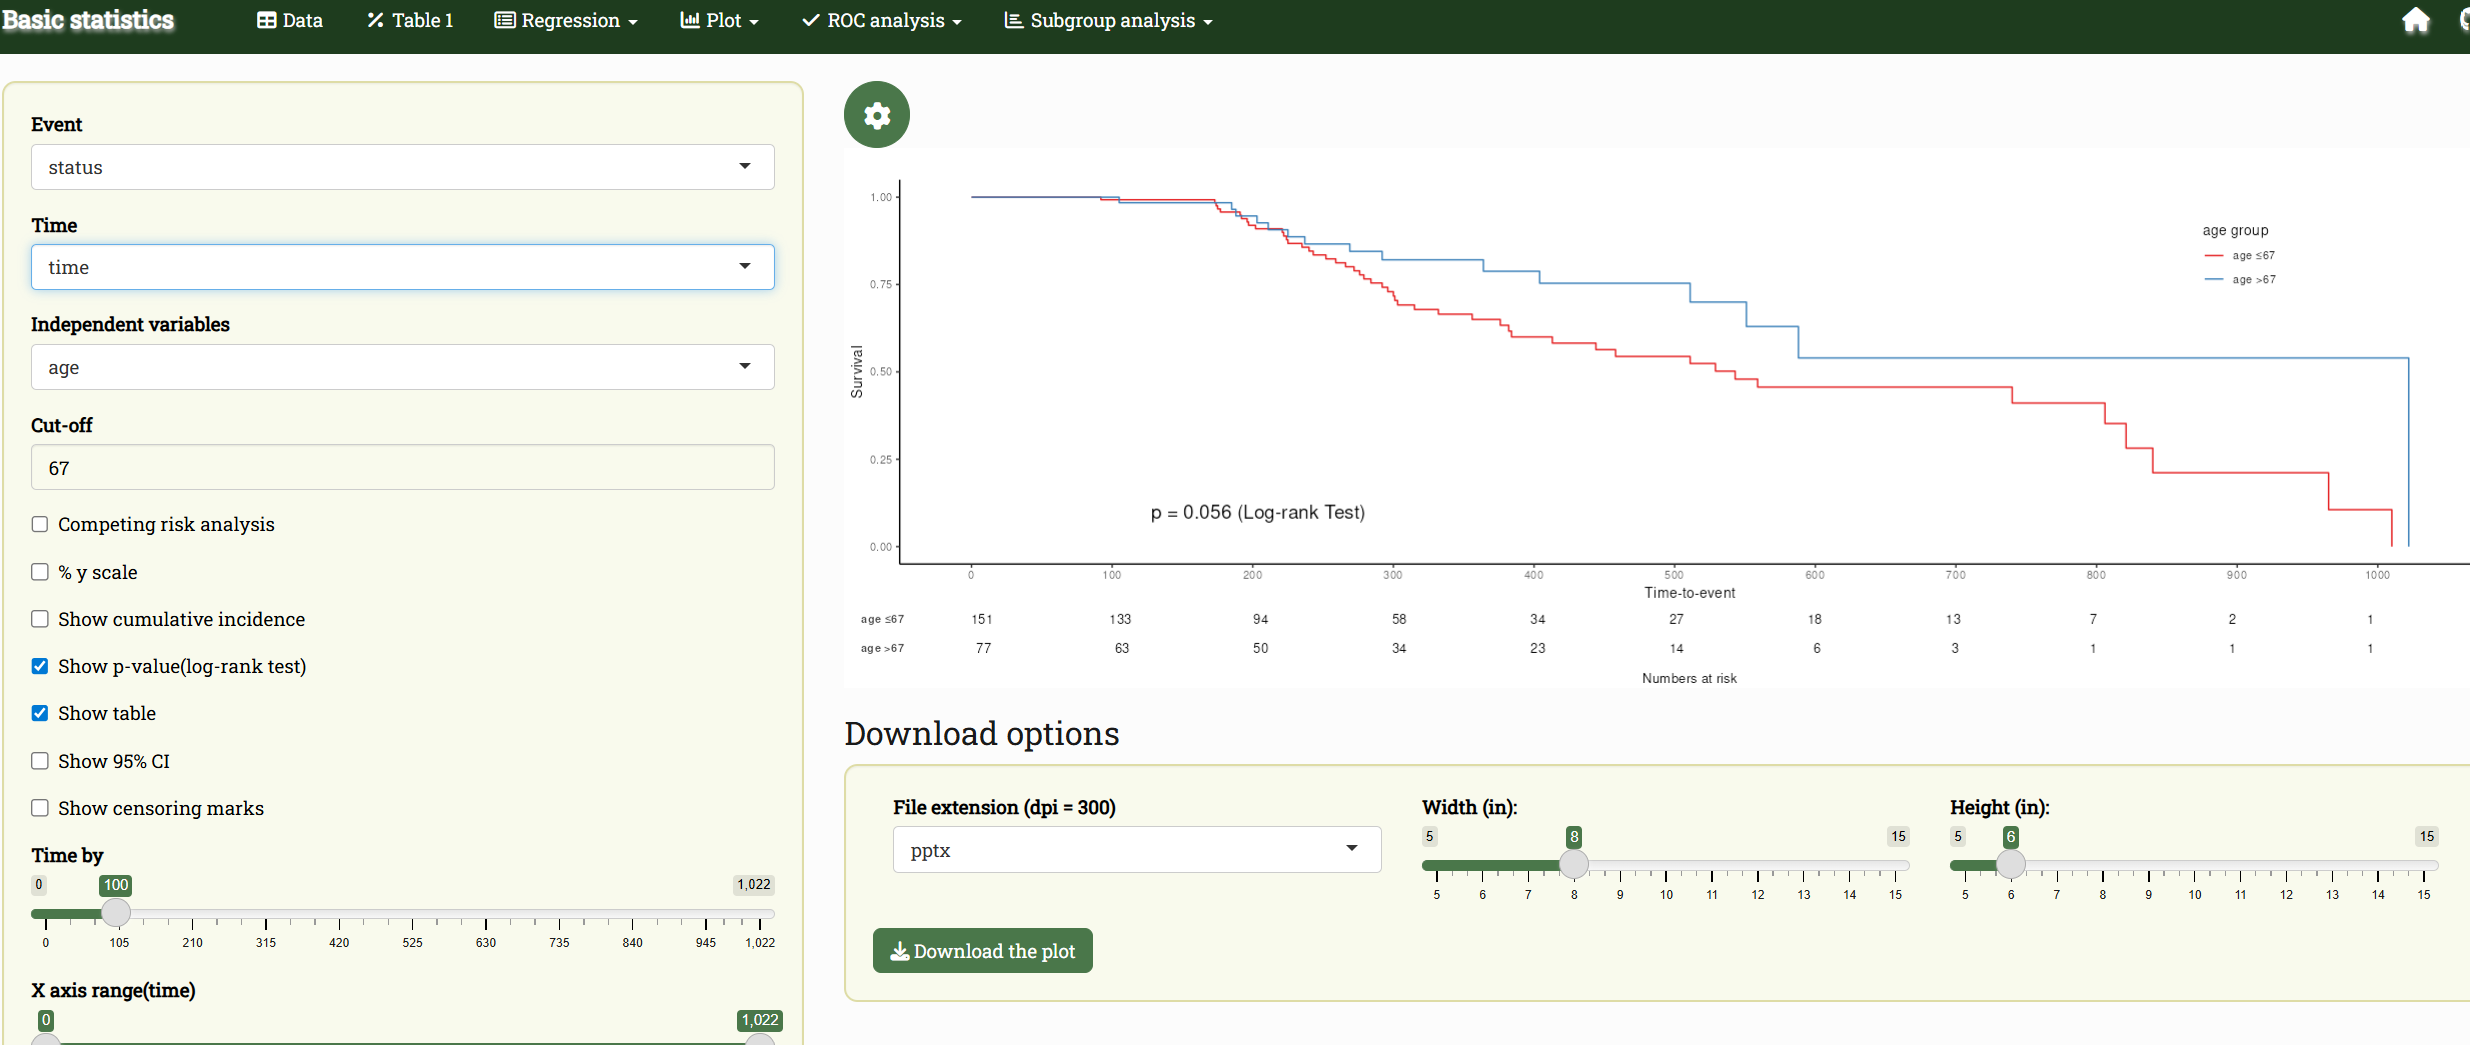 Basic statistics
Data
Table 1
Regression
Plot
ROC analysis
Subgroup analysis
Event
status
Time
time
Independent variables
age
Cut-off
67
Competing risk analysis
% y scale
Show cumulative incidence
Show p-value(log-rank test)
Show table
Show 95% CI
Show censoring marks
Time by
0 100 1,022
0 105 210 315 420 525 630 735 840 945 1,022
X axis range(time)
0 1,022
Survival
1.00
0.75
0.50
0.25
0.00
age group
age ≤67
age >67
p = 0.056 (Log-rank Test)
0 100 200 300 400 500 600 700 800 900 1000
Time-to-event
age ≤67 151 133 94 58 34 27 18 13 7 2 1
age >67 77 63 50 34 23 14 6 3 1 1 1
Numbers at risk
Download options
File extension (dpi = 300)
pptx
Width (in):
5 8 15
5 6 7 8 9 10 11 12 13 14 15
Height (in):
5 6 15
5 6 7 8 9 10 11 12 13 14 15
Download the plot